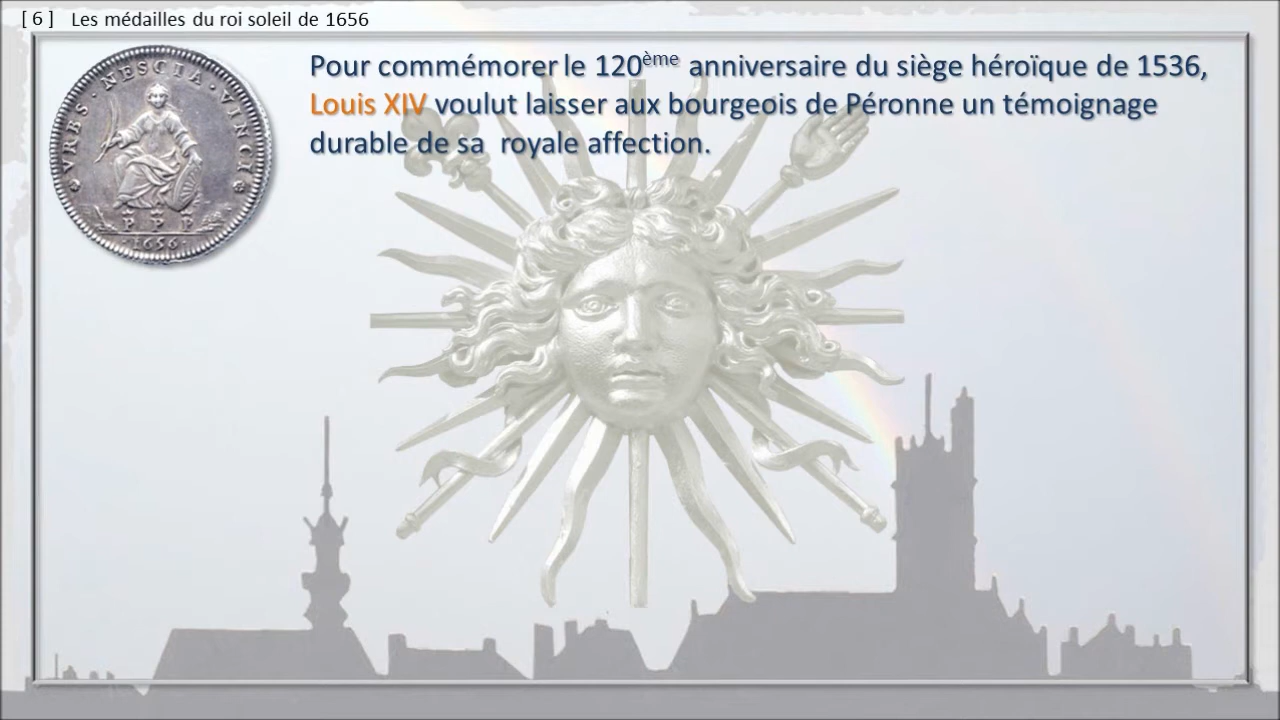 [ 6 ] Les médailles du roi soleil de 1656
Pour commémorer le 120ème anniversaire du siège héroïque de 1536,
Louis XIV voulut laisser aux bourgeois de Péronne un témoignage
durable de sa royale affection.
VRBS · NESCIA · VINCI
P P P
· 1656 ·